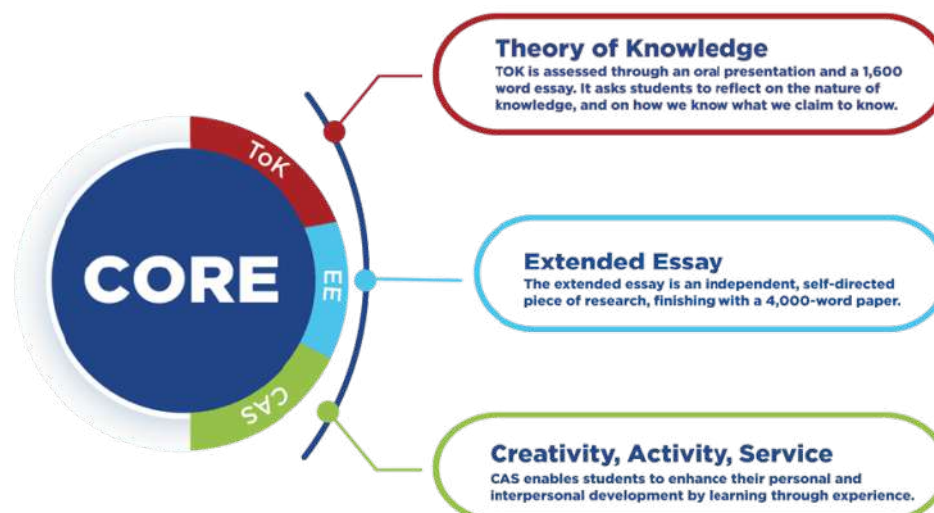 CORE
ToK
EE
CAS
Theory of Knowledge
TOK is assessed through an oral presentation and a 1,600
word essay. It asks students to reflect on the nature of
knowledge, and on how we know what we claim to know.
Extended Essay
The extended essay is an independent, self-directed
piece of research, finishing with a 4,000-word paper.
Creativity, Activity, Service
CAS enables students to enhance their personal and
interpersonal development by learning through experience.